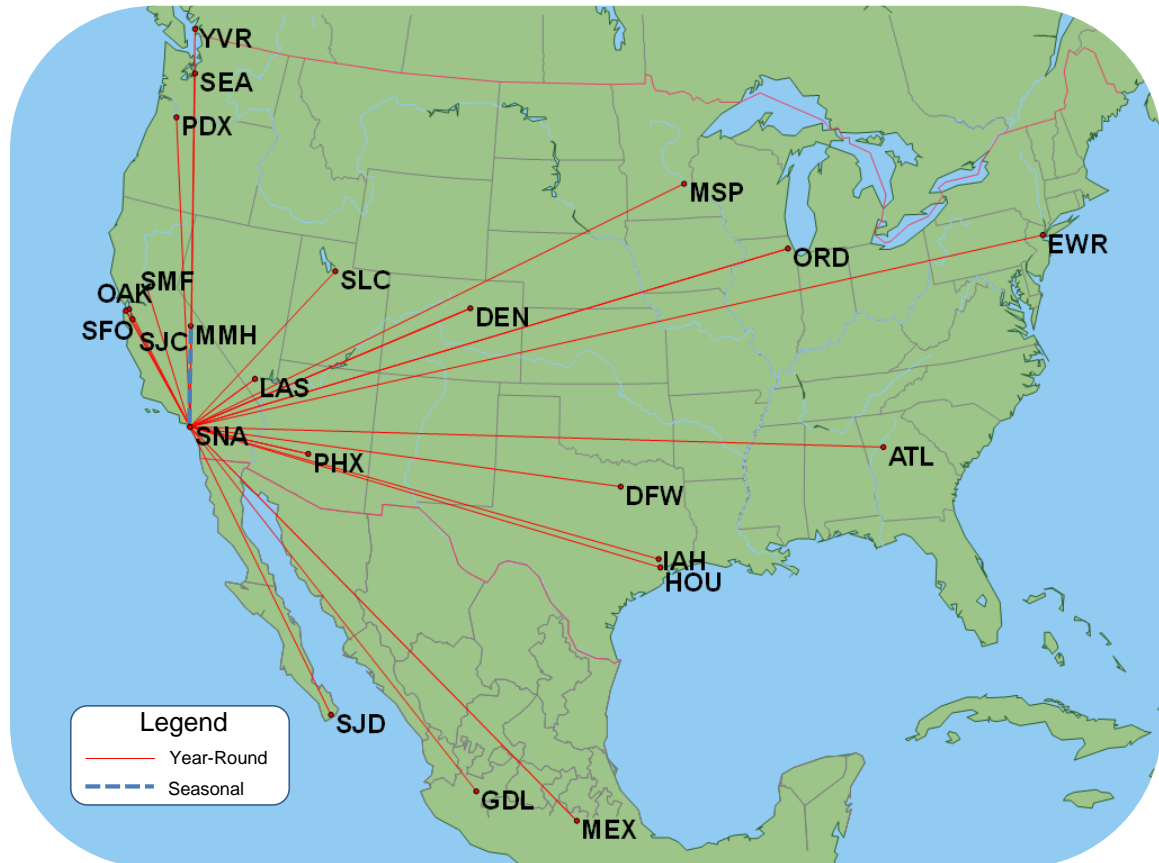 YVR
SEA
PDX
MSP
EWR
ORD
SMF
SLC
OAK
DEN
SFO
SJC
MMH
LAS
SNA
PHX
ATL
DFW
IAH
HOU
SJD
GDL
MEX
Legend
Year-Round
Seasonal